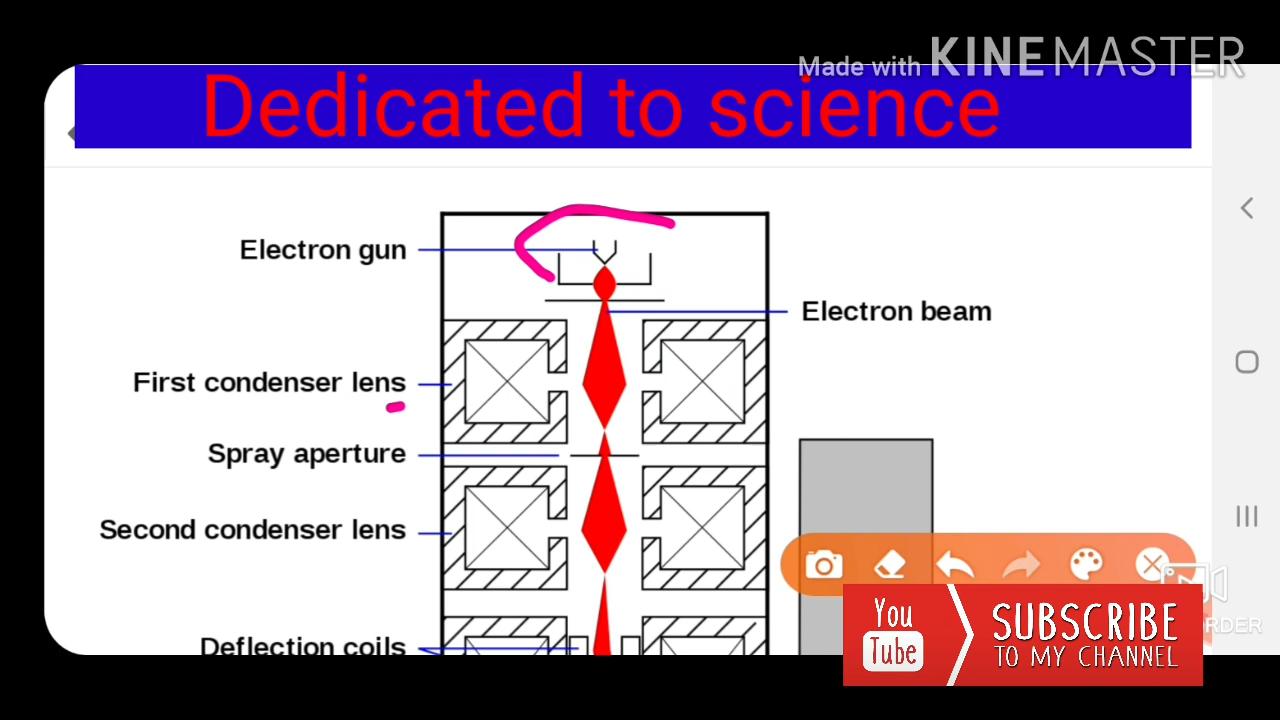 Made with KINEMASTER
Dedicated to science
Electron gun
Electron beam
First condenser lens
Spray aperture
Second condenser lens
Deflection coils
You
Tube
SUBSCRIBE
TO MY CHANNEL